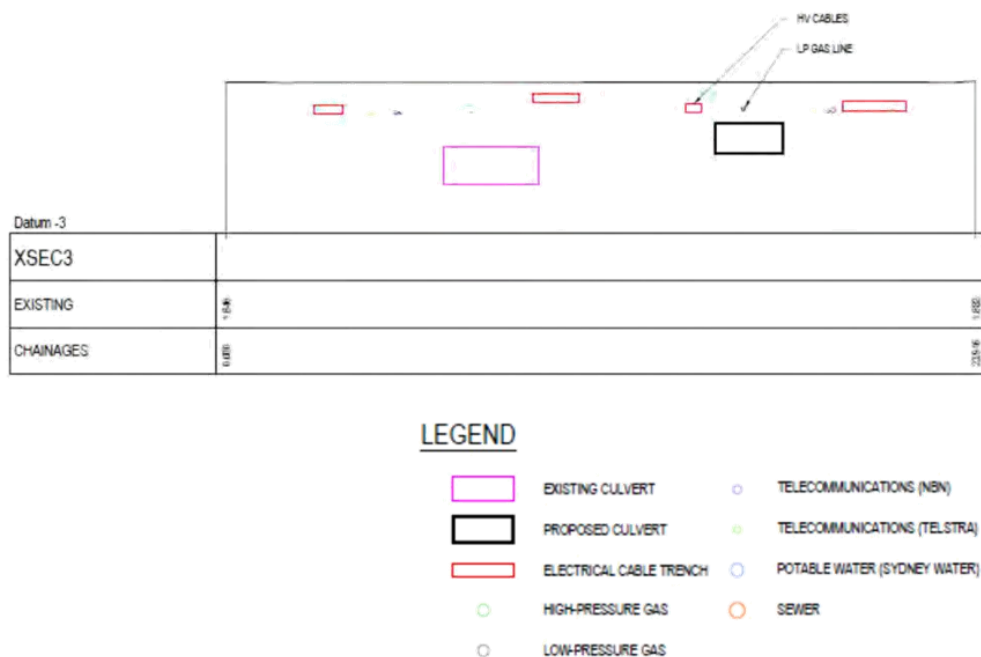 HV CABLES
LP GAS LINE
Datum -3
XSEC3
EXISTING
CHAINAGES
LEGEND
EXISTING CULVERT
TELECOMMUNICATIONS (NBN)
PROPOSED CULVERT
TELECOMMUNICATIONS (TELSTRA)
ELECTRICAL CABLE TRENCH
POTABLE WATER (SYDNEY WATER)
HIGH-PRESSURE GAS
SEWER
LOW-PRESSURE GAS